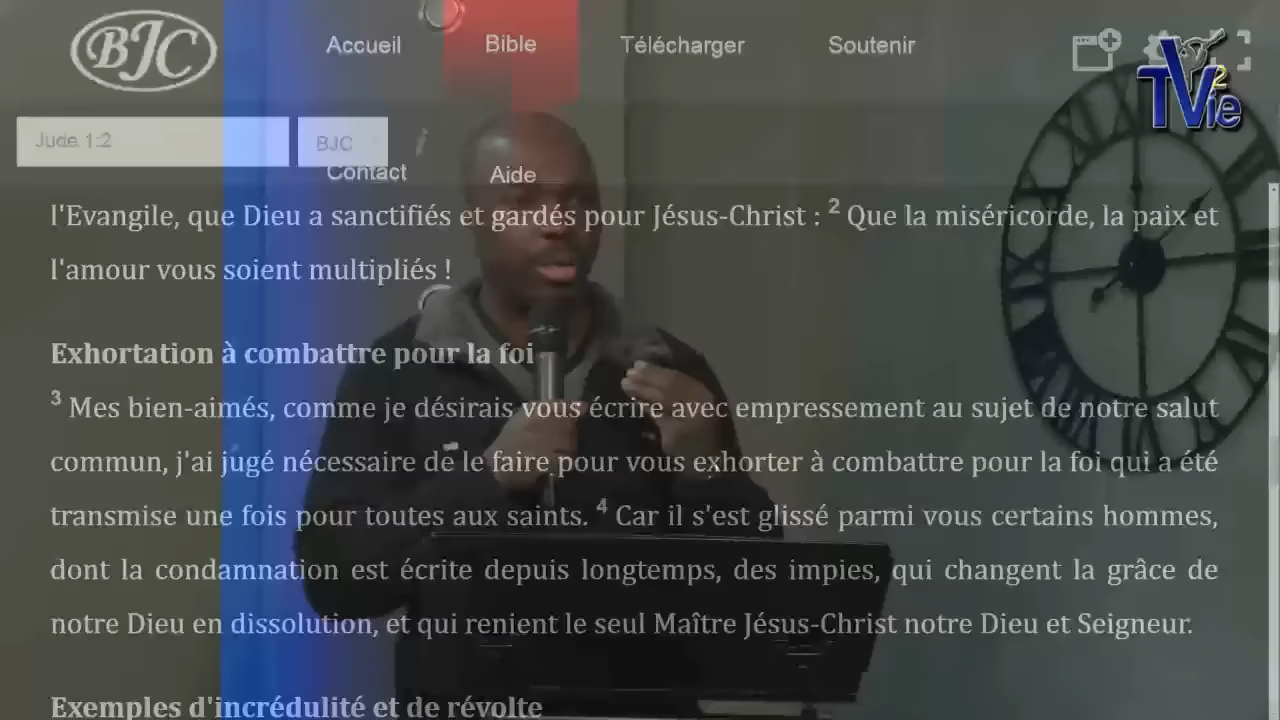 BJC
Accueil
Bible
Télécharger
Soutenir
TV2Vie
Jude 1:2
BJC
i
Contact
Aide
l'Evangile, que Dieu a sanctifiés et gardés pour Jésus-Christ : 2 Que la miséricorde, la paix et
l'amour vous soient multipliés !
Exhortation à combattre pour la foi
3 Mes bien-aimés, comme je désirais vous écrire avec empressement au sujet de notre salut
commun, j'ai jugé nécessaire de le faire pour vous exhorter à combattre pour la foi qui a été
transmise une fois pour toutes aux saints. 4 Car il s'est glissé parmi vous certains hommes,
dont la condamnation est écrite depuis longtemps, des impies, qui changent la grâce de
notre Dieu en dissolution, et qui renient le seul Maître Jésus-Christ notre Dieu et Seigneur.
Exemples d'incrédulité et de révolte